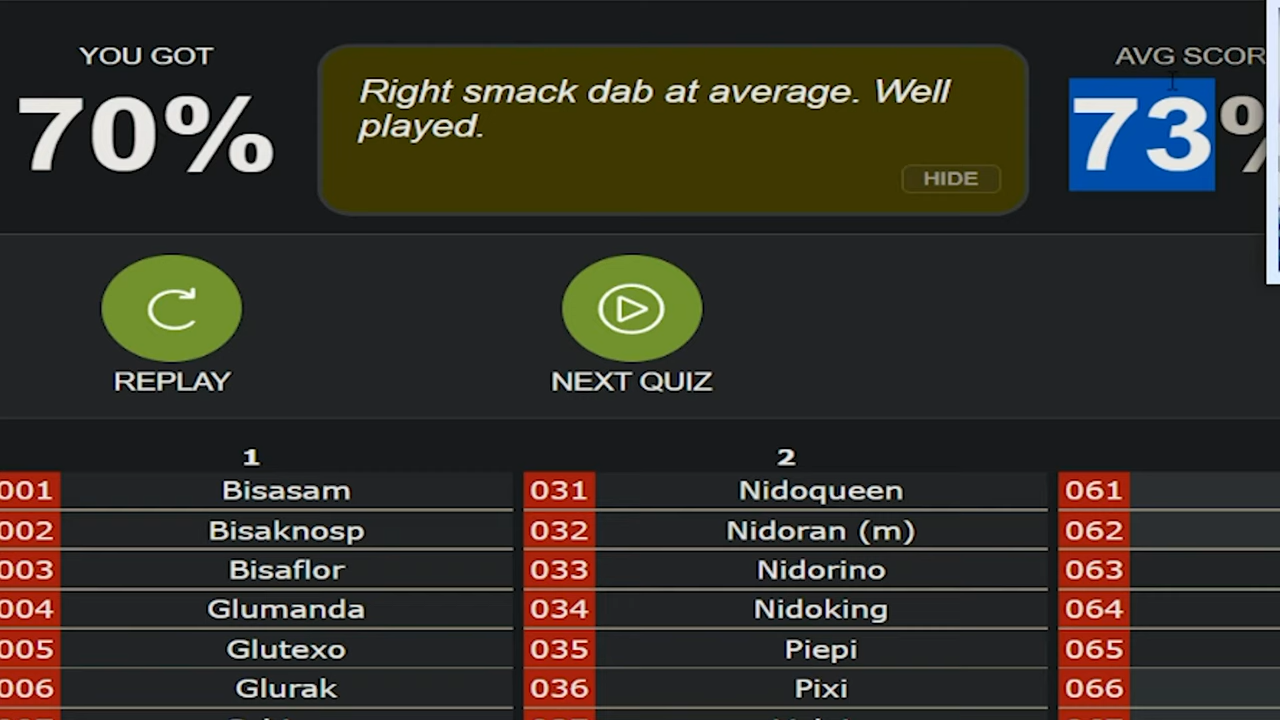 YOU GOT
70%
Right smack dab at average. Well
played.
HIDE
AVG SCOR
73%
REPLAY
NEXT QUIZ
1
2
001 Bisasam 031 Nidoqueen 061
002 Bisaknosp 032 Nidoran (m) 062
003 Bisaflor 033 Nidorino 063
004 Glumanda 034 Nidoking 064
005 Glutexo 035 Piepi 065
006 Glurak 036 Pixi 066